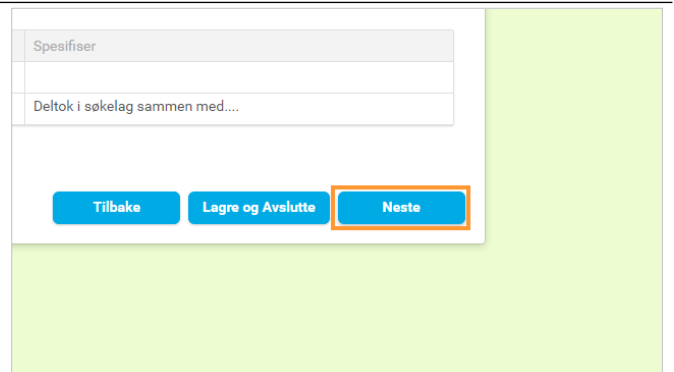 Spesifiser
Deltok i søkelag sammen med....
Tilbake Lagre og Avslutte Neste